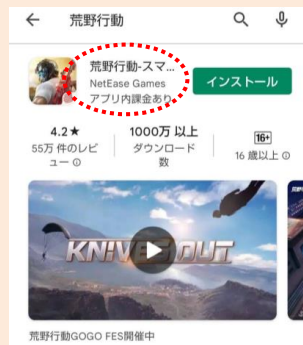 荒野行動
荒野行動-スマ...
NetEase Games
アプリ内課金あり
インストール
4.2★
55万 件のレビュー
1000万 以上
ダウンロード数
16+
16 歳以上
KNIVES OUT
荒野行動GOGO FES開催中